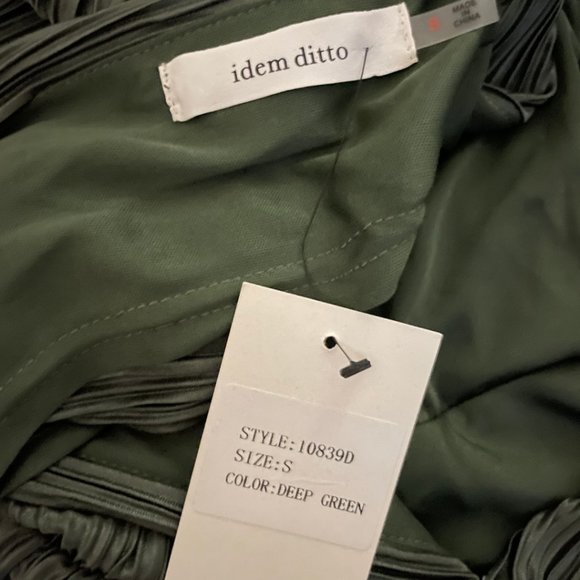 idem ditto
S
MADE
IN
CHINA
STYLE:10839D
SIZE:S
COLOR:DEEP GREEN